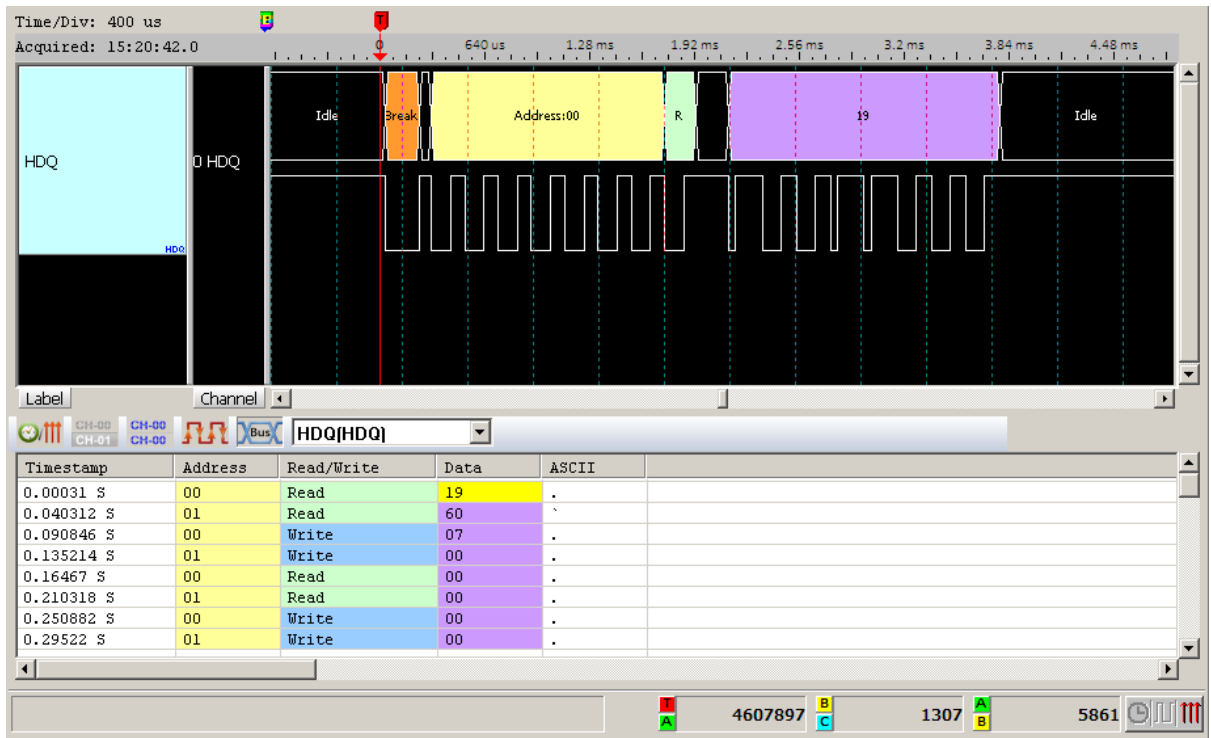 Time/Div: 400 us B T
Acquired: 15:20:42.0 0 640 us 1.28 ms 1.92 ms 2.56 ms 3.2 ms 3.84 ms 4.48 ms
Idle Break Address:00 R 19 Idle
HDQ 0 HDQ
HDQ
Label Channel
CH-00 CH-01 CH-00 CH-00 Bus HDQ(HDQ)
Timestamp Address Read/Write Data ASCII
0.00031 S 00 Read 19 .
0.040312 S 01 Read 60 `
0.090846 S 00 Write 07 .
0.135214 S 01 Write 00 .
0.16467 S 00 Read 00 .
0.210318 S 01 Read 00 .
0.250882 S 00 Write 00 .
0.29522 S 01 Write 00 .
T A 4607897 B C 1307 A B 5861